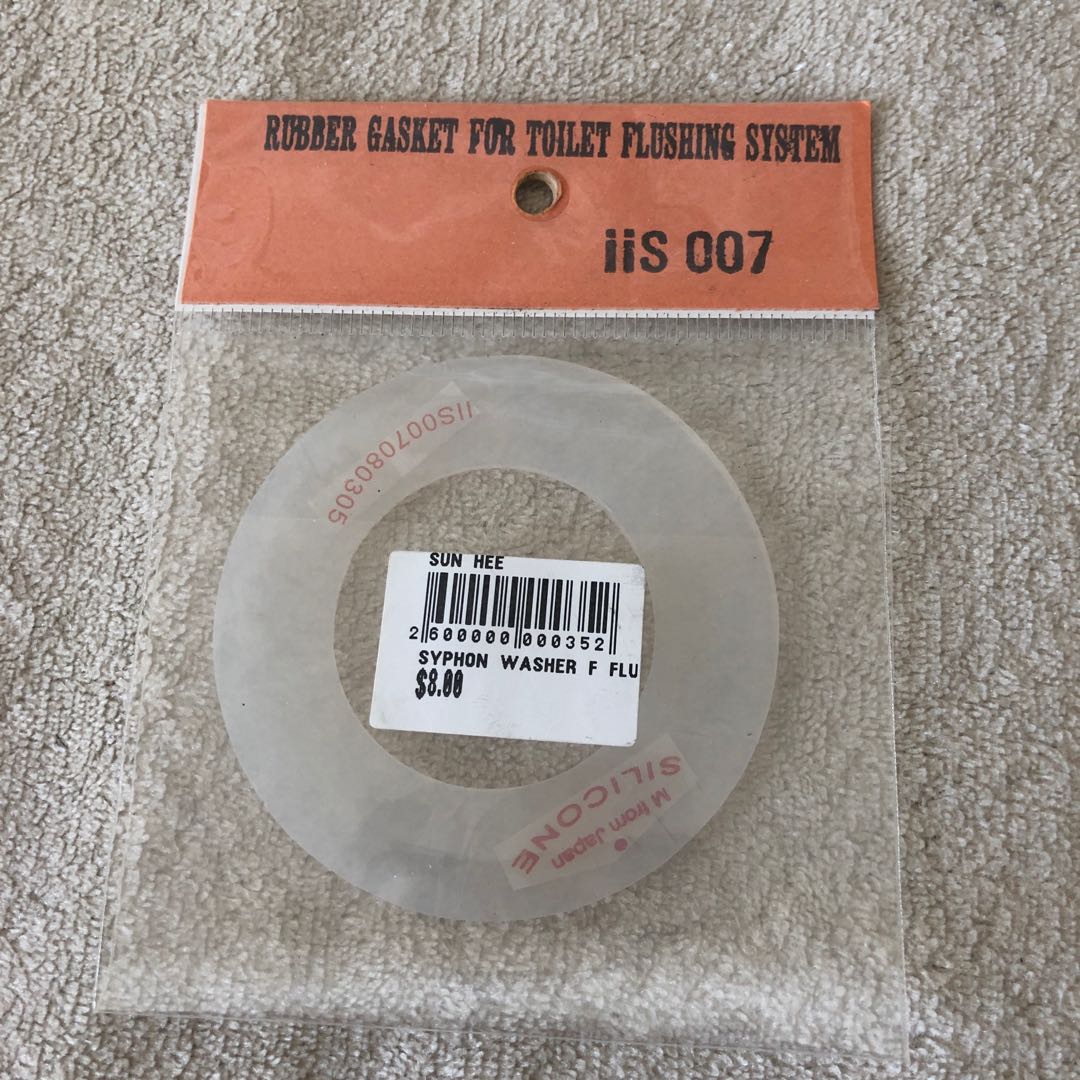 RUBBER GASKET FOR TOILET FLUSHING SYSTEM
iiS 007
IIS007080305
SUN HEE
2 600000 000352
SYPHON WASHER F FLU
$8.00
SILICONE
M from Japan